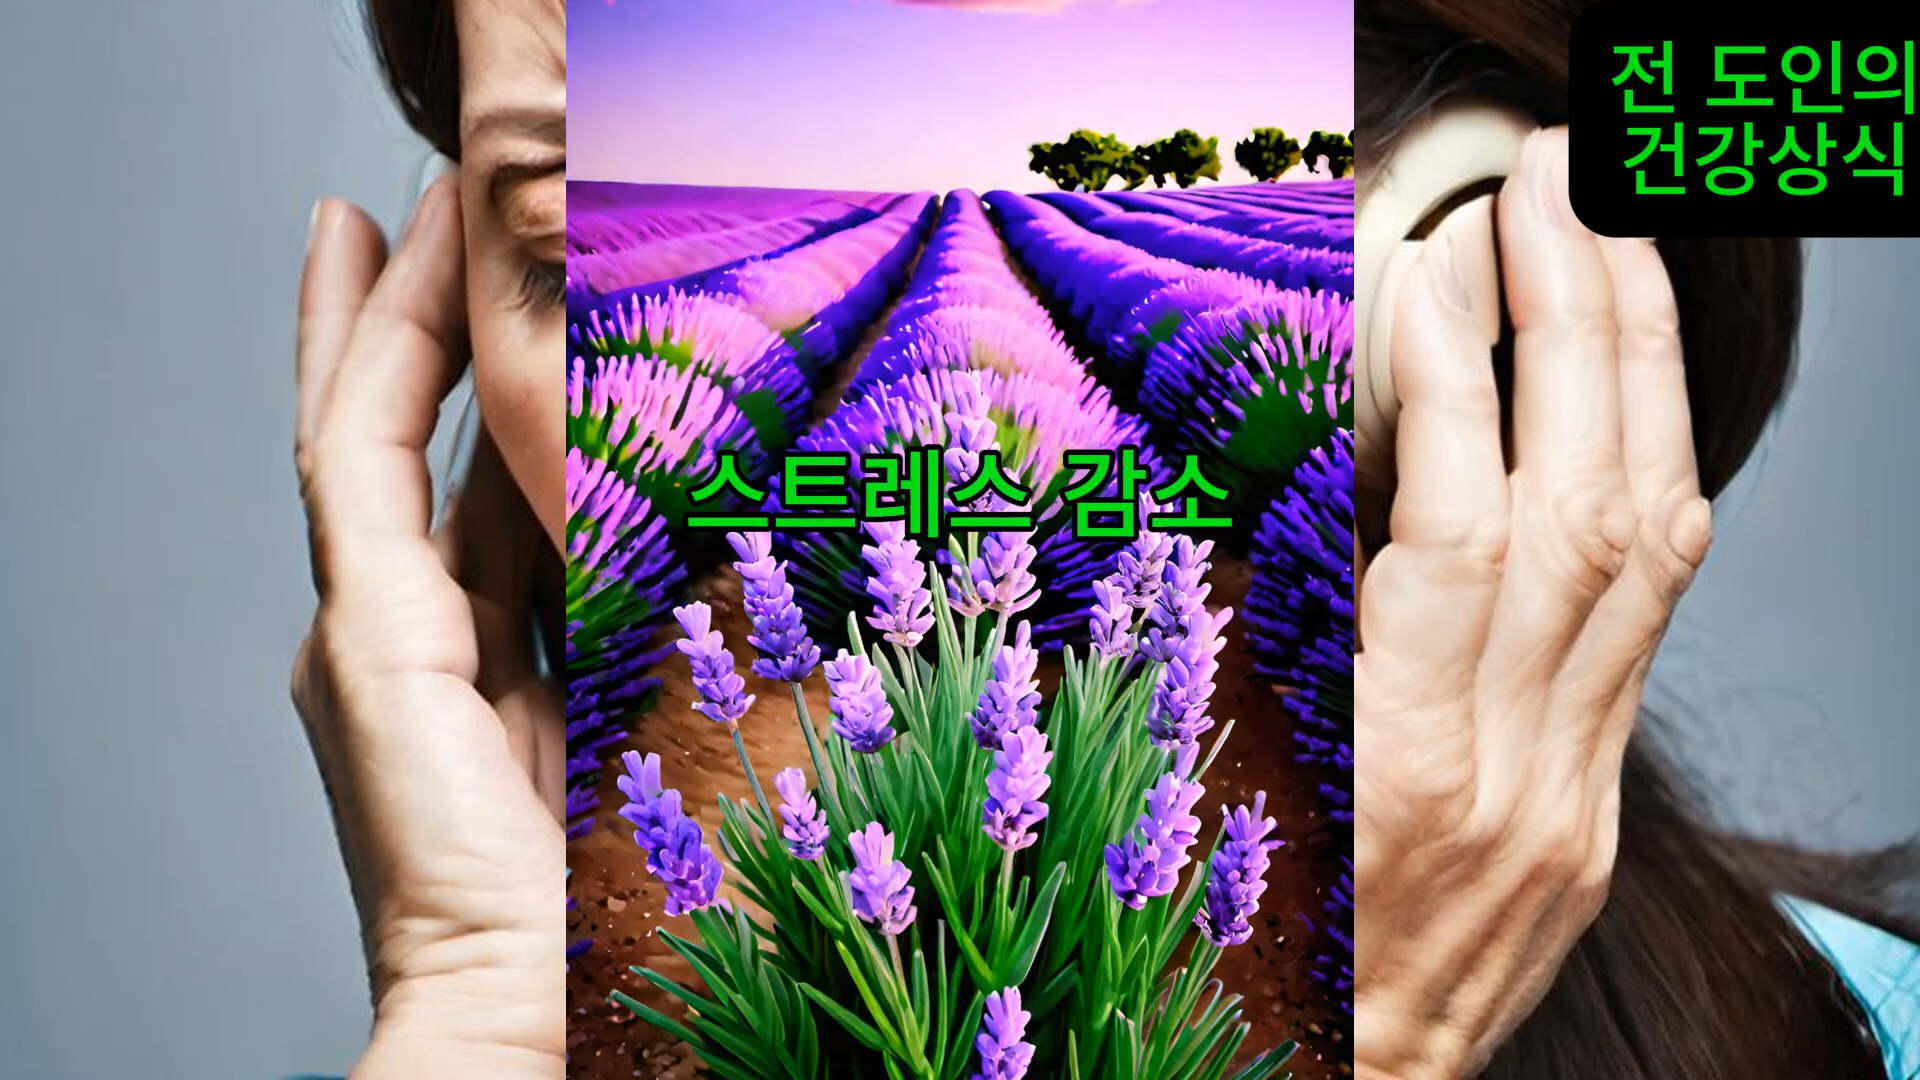 전 도인의
건강상식
스트레스 감소